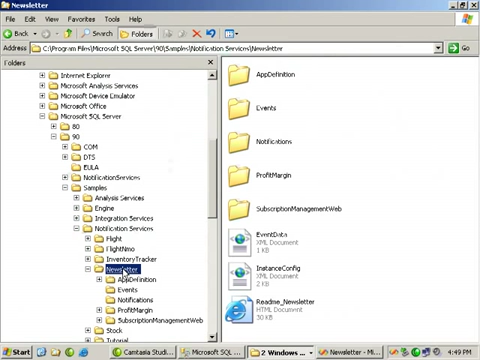 Newsletter
File Edit View Favorites Tools Help
Back Search Folders
Address C:\Program Files\Microsoft SQL Server\90\Samples\Notification Services\Newsletter Go
Folders
Internet Explorer
Microsoft Analysis Services
Microsoft Device Emulator
Microsoft Office
Microsoft SQL Server
80
90
COM
DTS
EULA
NotificationServices
Samples
Analysis Services
Engine
Integration Services
Notification Services
Flight
InventoryTracker
Newsletter
AppDefinition
Events
Notifications
ProfitMargin
SubscriptionManagementWeb
Stock
Tutorial
AppDefinition
Events
Notifications
ProfitMargin
SubscriptionManagementWeb
EventData
XML Document
1 KB
InstanceConfig
XML Document
2 KB
Readme_Newsletter
HTML Document
30 KB
Start Camtasia Studi... Microsoft SQL ... 2 Windows ... Newsletter - Mi... 4:49 PM